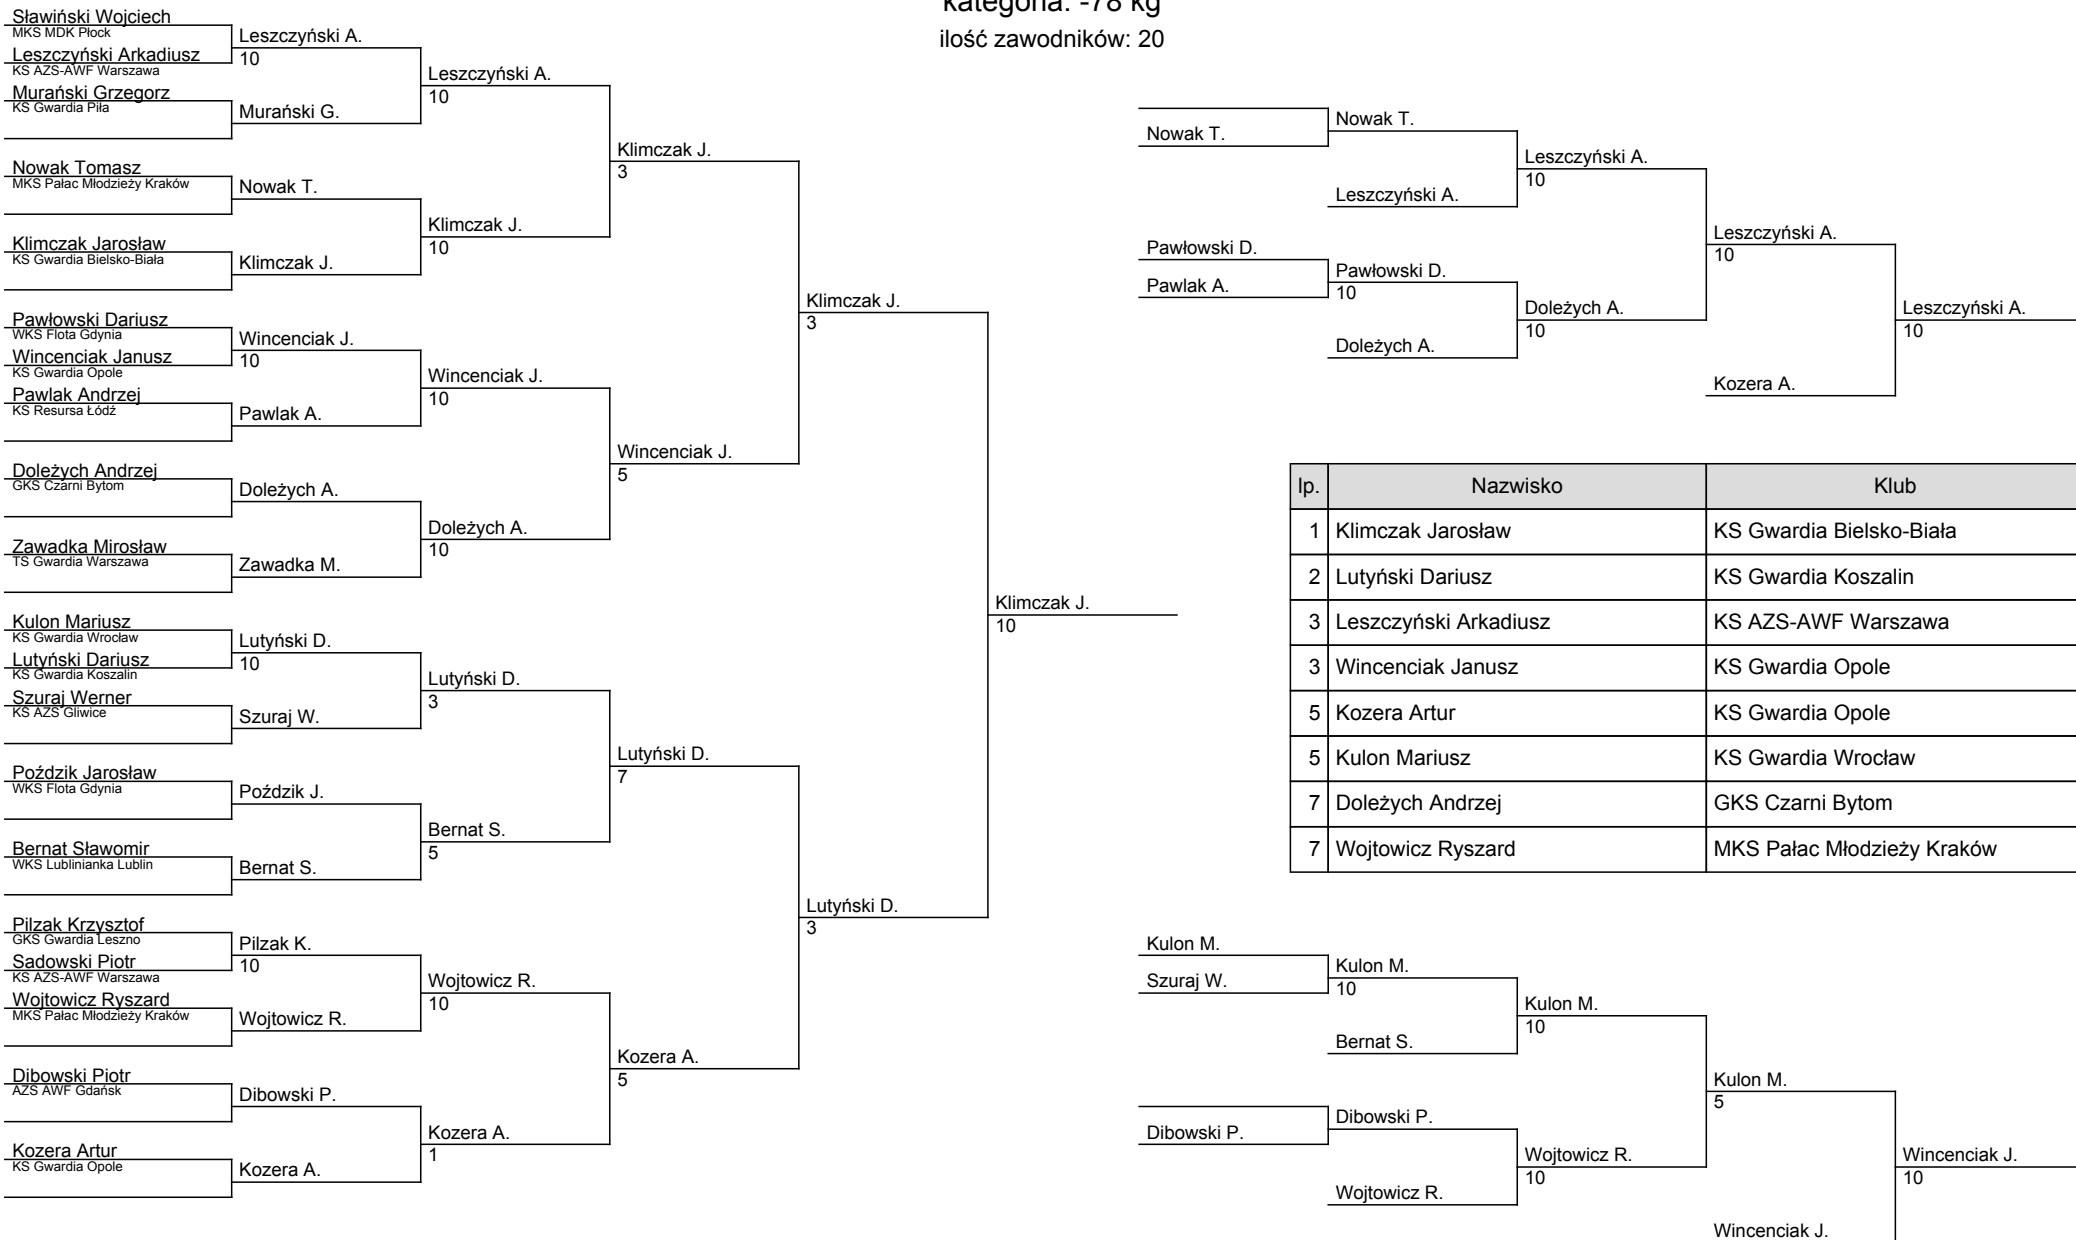 kategoria: -78 kg
ilość zawodników: 20
Sławiński Wojciech
MKS MDK Płock
Leszczyński Arkadiusz
KS AZS-AWF Warszawa
Murański Grzegorz
KS Gwardia Piła
Nowak Tomasz
MKS Pałac Młodzieży Kraków
Klimczak Jarosław
KS Gwardia Bielsko-Biała
Pawłowski Dariusz
WKS Flota Gdynia
Wincenciak Janusz
KS Gwardia Opole
Pawlak Andrzej
KS Resursa Łódź
Doleżych Andrzej
GKS Czarni Bytom
Zawadka Mirosław
TS Gwardia Warszawa
Kulon Mariusz
KS Gwardia Wrocław
Lutyński Dariusz
KS Gwardia Koszalin
Szuraj Werner
KS AZS Gliwice
Poździk Jarosław
WKS Flota Gdynia
Bernat Sławomir
WKS Lublinianka Lublin
Pilzak Krzysztof
GKS Gwardia Leszno
Sadowski Piotr
KS AZS-AWF Warszawa
Wojtowicz Ryszard
MKS Pałac Młodzieży Kraków
Dibowski Piotr
AZS AWF Gdańsk
Kozera Artur
KS Gwardia Opole
Leszczyński A.
10
Murański G.
Nowak T.
Klimczak J.
Wincenciak J.
10
Pawlak A.
Doleżych A.
Zawadka M.
Lutyński D.
10
Szuraj W.
Poździk J.
Bernat S.
Pilzak K.
10
Wojtowicz R.
Dibowski P.
Kozera A.
Leszczyński A.
10
Klimczak J.
10
Wincenciak J.
10
Doleżych A.
10
Lutyński D.
3
Bernat S.
5
Wojtowicz R.
10
Kozera A.
1
Klimczak J.
3
Wincenciak J.
5
Lutyński D.
7
Kozera A.
5
Klimczak J.
3
Lutyński D.
3
Klimczak J.
10
Nowak T.
Pawłowski D.
Pawlak A.
Nowak T.
Leszczyński A.
Pawłowski D.
10
Doleżych A.
Leszczyński A.
10
Doleżych A.
10
Leszczyński A.
10
Kozera A.
Leszczyński A.
10
lp. Nazwisko Klub
1 Klimczak Jarosław KS Gwardia Bielsko-Biała
2 Lutyński Dariusz KS Gwardia Koszalin
3 Leszczyński Arkadiusz KS AZS-AWF Warszawa
3 Wincenciak Janusz KS Gwardia Opole
5 Kozera Artur KS Gwardia Opole
5 Kulon Mariusz KS Gwardia Wrocław
7 Doleżych Andrzej GKS Czarni Bytom
7 Wojtowicz Ryszard MKS Pałac Młodzieży Kraków
Kulon M.
Szuraj W.
Dibowski P.
Kulon M.
10
Bernat S.
Dibowski P.
Wojtowicz R.
Kulon M.
10
Wojtowicz R.
10
Kulon M.
5
Wincenciak J.
Wincenciak J.
10